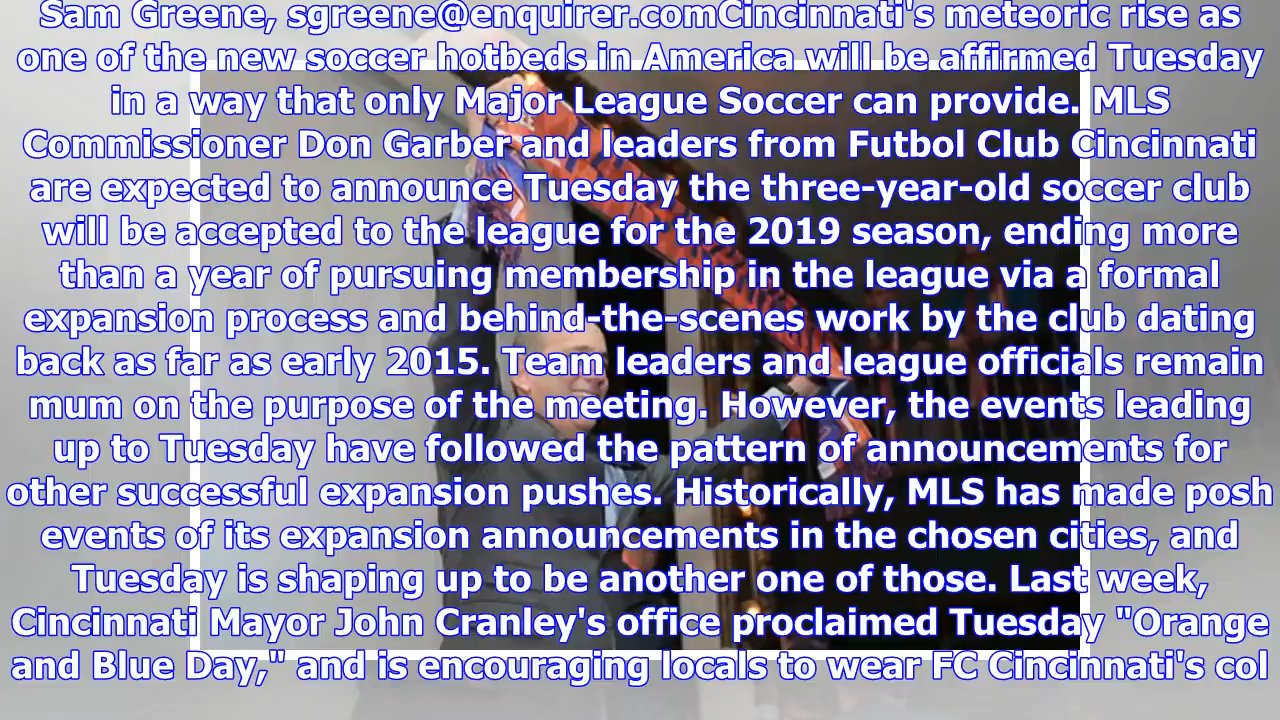 Sam Greene, sgreene@enquirer.comCincinnati's meteoric rise as
one of the new soccer hotbeds in America will be affirmed Tuesday
in a way that only Major League Soccer can provide. MLS
Commissioner Don Garber and leaders from Futbol Club Cincinnati
are expected to announce Tuesday the three-year-old soccer club
will be accepted to the league for the 2019 season, ending more
than a year of pursuing membership in the league via a formal
expansion process and behind-the-scenes work by the club dating
back as far as early 2015. Team leaders and league officials remain
mum on the purpose of the meeting. However, the events leading
up to Tuesday have followed the pattern of announcements for
other successful expansion pushes. Historically, MLS has made posh
events of its expansion announcements in the chosen cities, and
Tuesday is shaping up to be another one of those. Last week,
Cincinnati Mayor John Cranley's office proclaimed Tuesday "Orange
and Blue Day," and is encouraging locals to wear FC Cincinnati's col